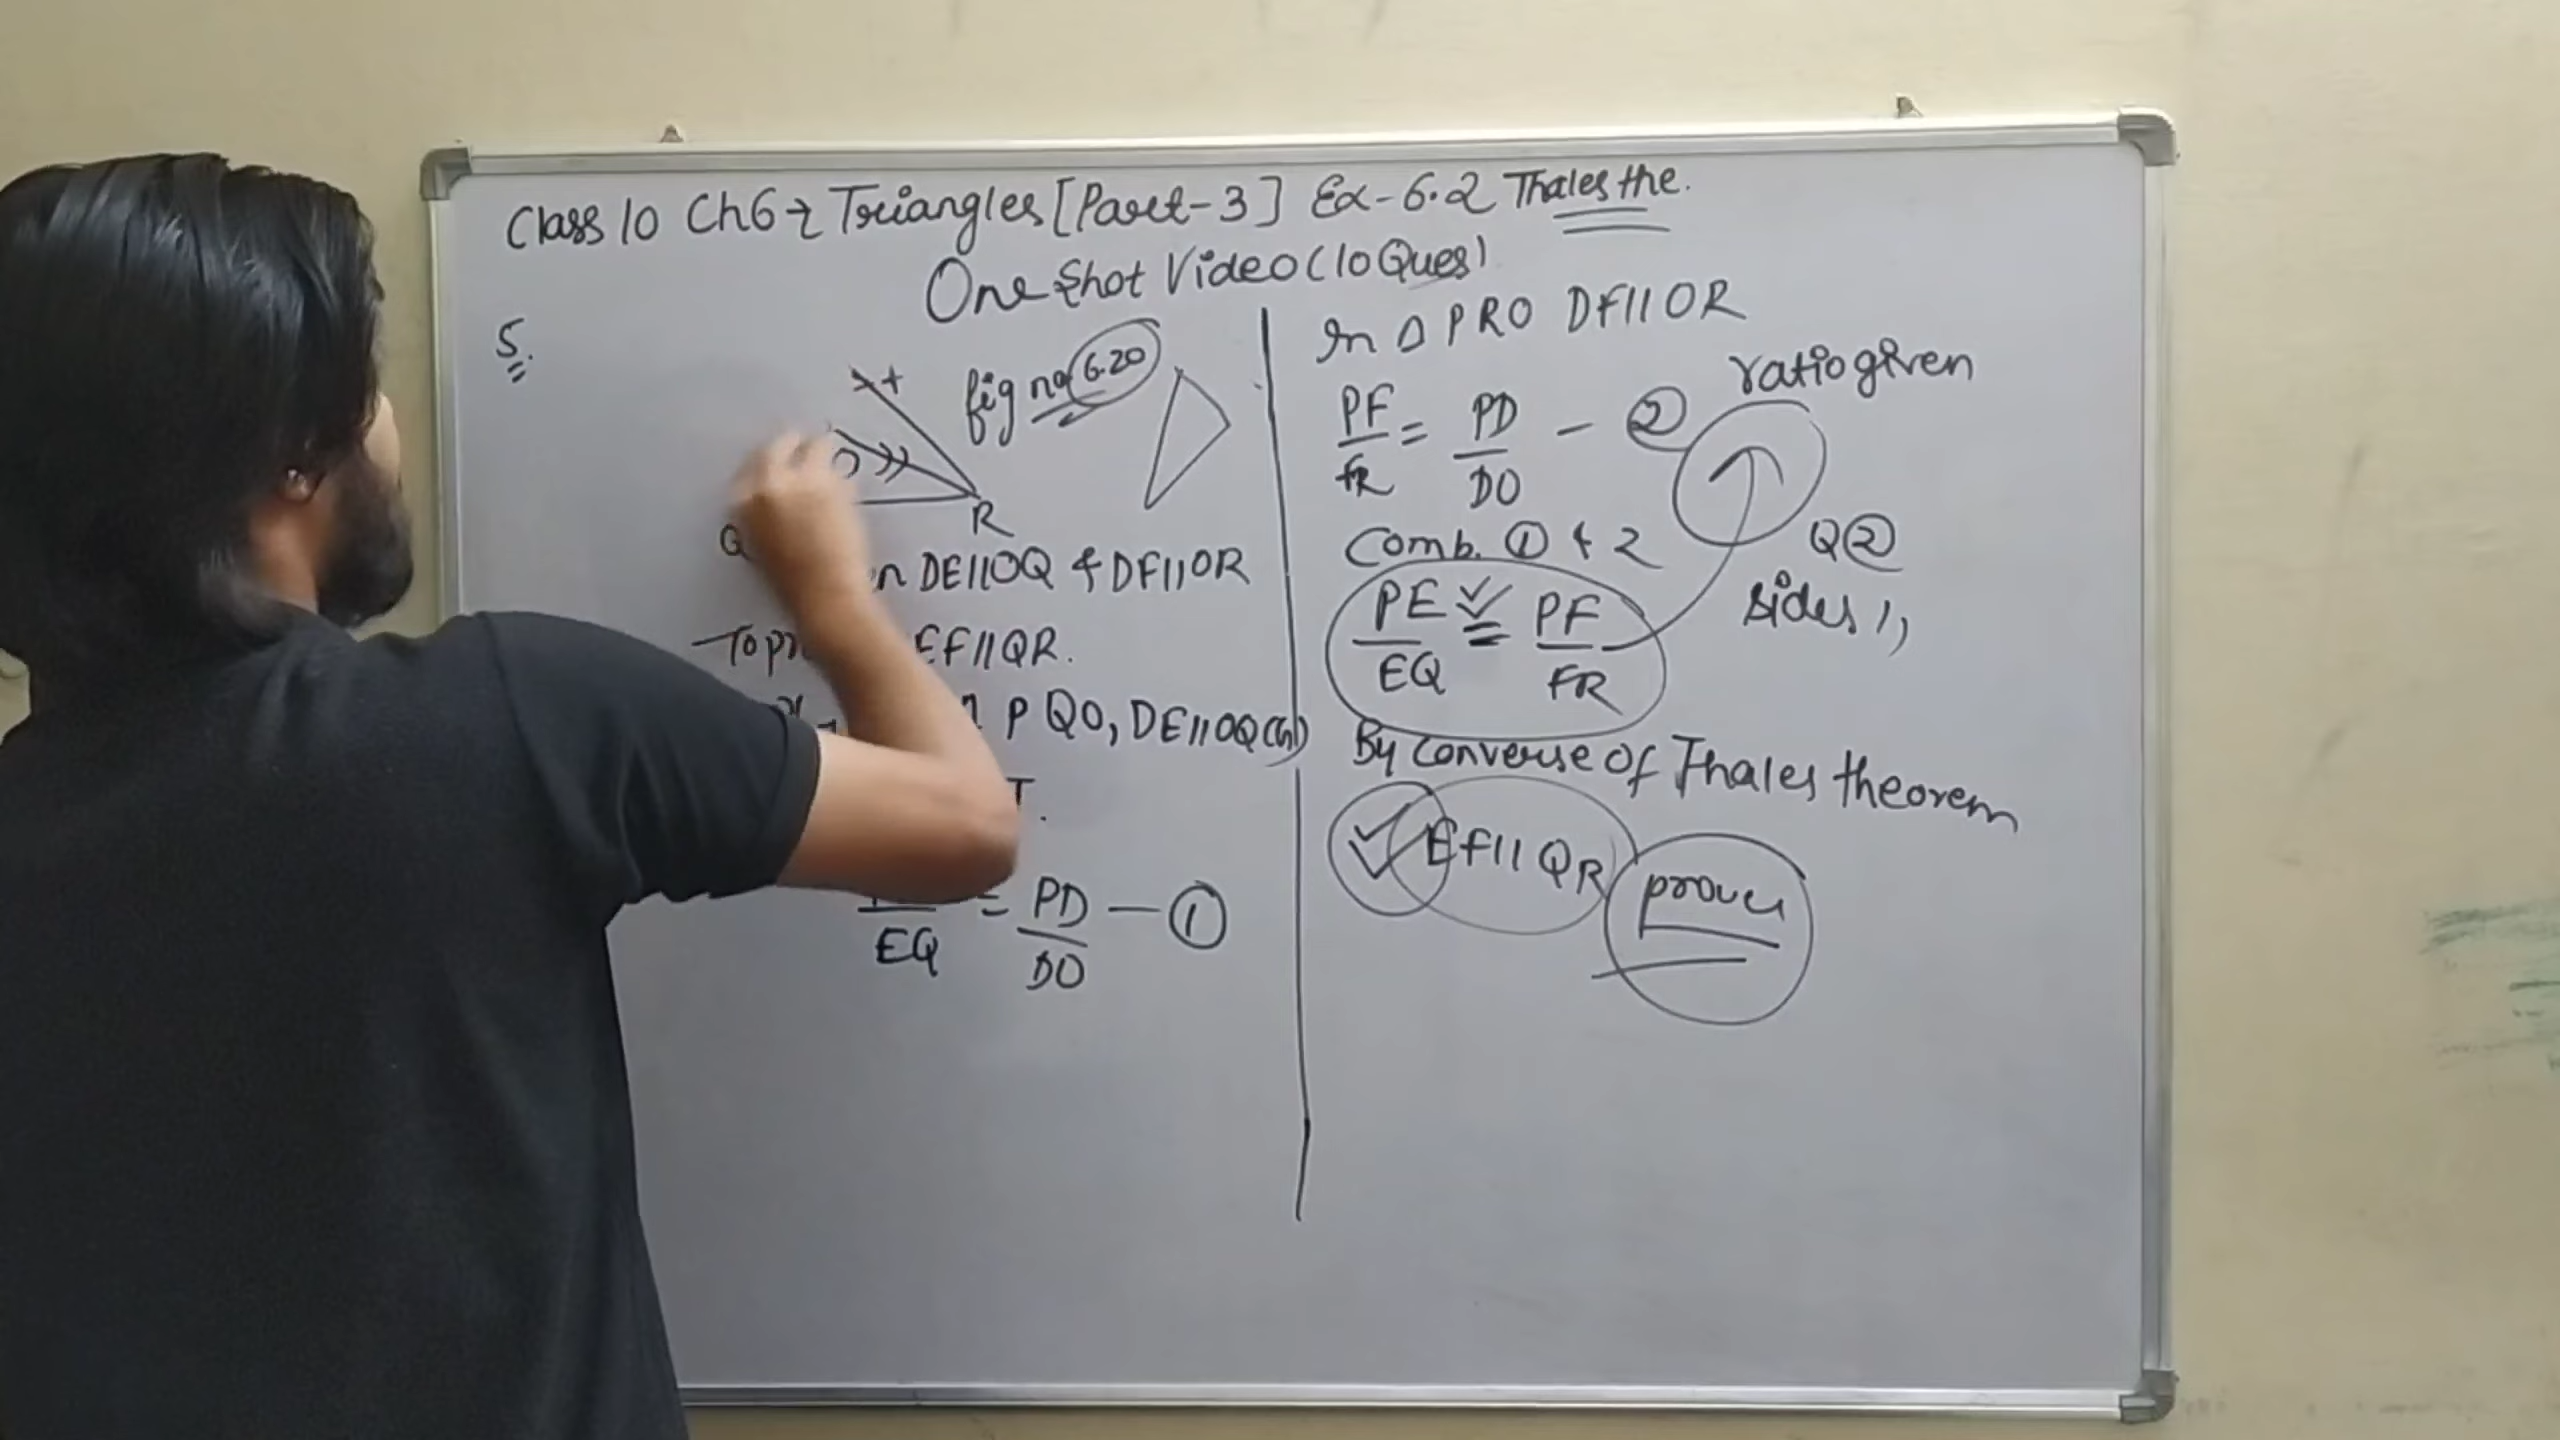 Class 10 Ch6 → Triangles [Part-3] Ex-6.2 Thales the.
One Shot Video (10 Ques)
5.
fig no 6.20
R
Q
DE||OQ & DF||OR
EF||QR.
PQO, DE||OQ
EQ = PD/DO - ①
In Δ PRO DF||OR
ratio given
PF/FR = PD/DO - ②
Comb. ① & 2
Q②
sides 1,
PE/EQ = PF/FR
By converse of Thales theorem
EF||QR